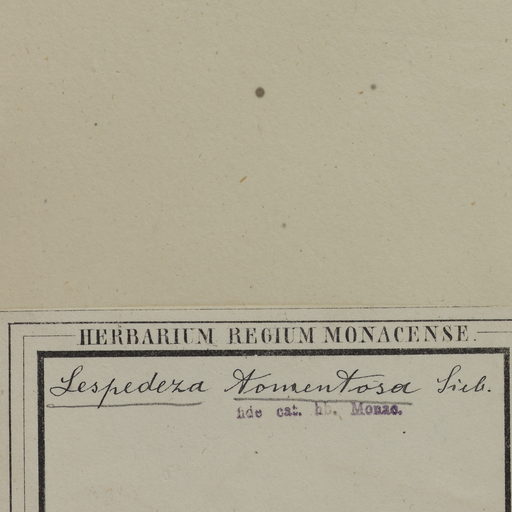 HERBARIUM REGIUM MONACENSE.
Lespedeza tomentosa Sieb.
fide cat. hb. Monac.